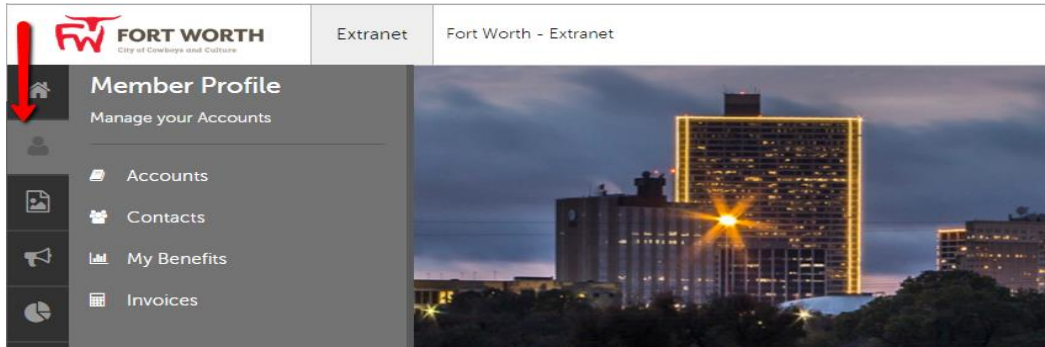 FW FORT WORTH
City of Cowboys and Culture
Extranet
Fort Worth - Extranet
Member Profile
Manage your Accounts
Accounts
Contacts
My Benefits
Invoices